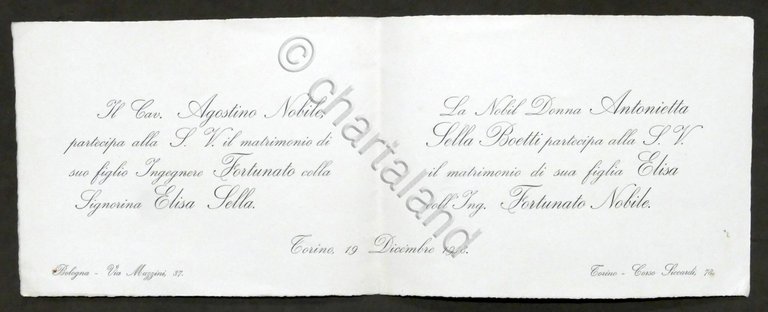 Il Cav. Agostino Nobile,
partecipa alla S. V. il matrimonio di
suo figlio Ingegnere Fortunato colla
Signorina Elisa Sella.
La Nobil Donna Antonietta
Sella Boetti partecipa alla S. V.
il matrimonio di sua figlia Elisa
coll'Ing. Fortunato Nobile.
Torino, 19 Dicembre
Bologna - Via Mazzini, 37.
Torino - Corso Siccardi,
© chartaland